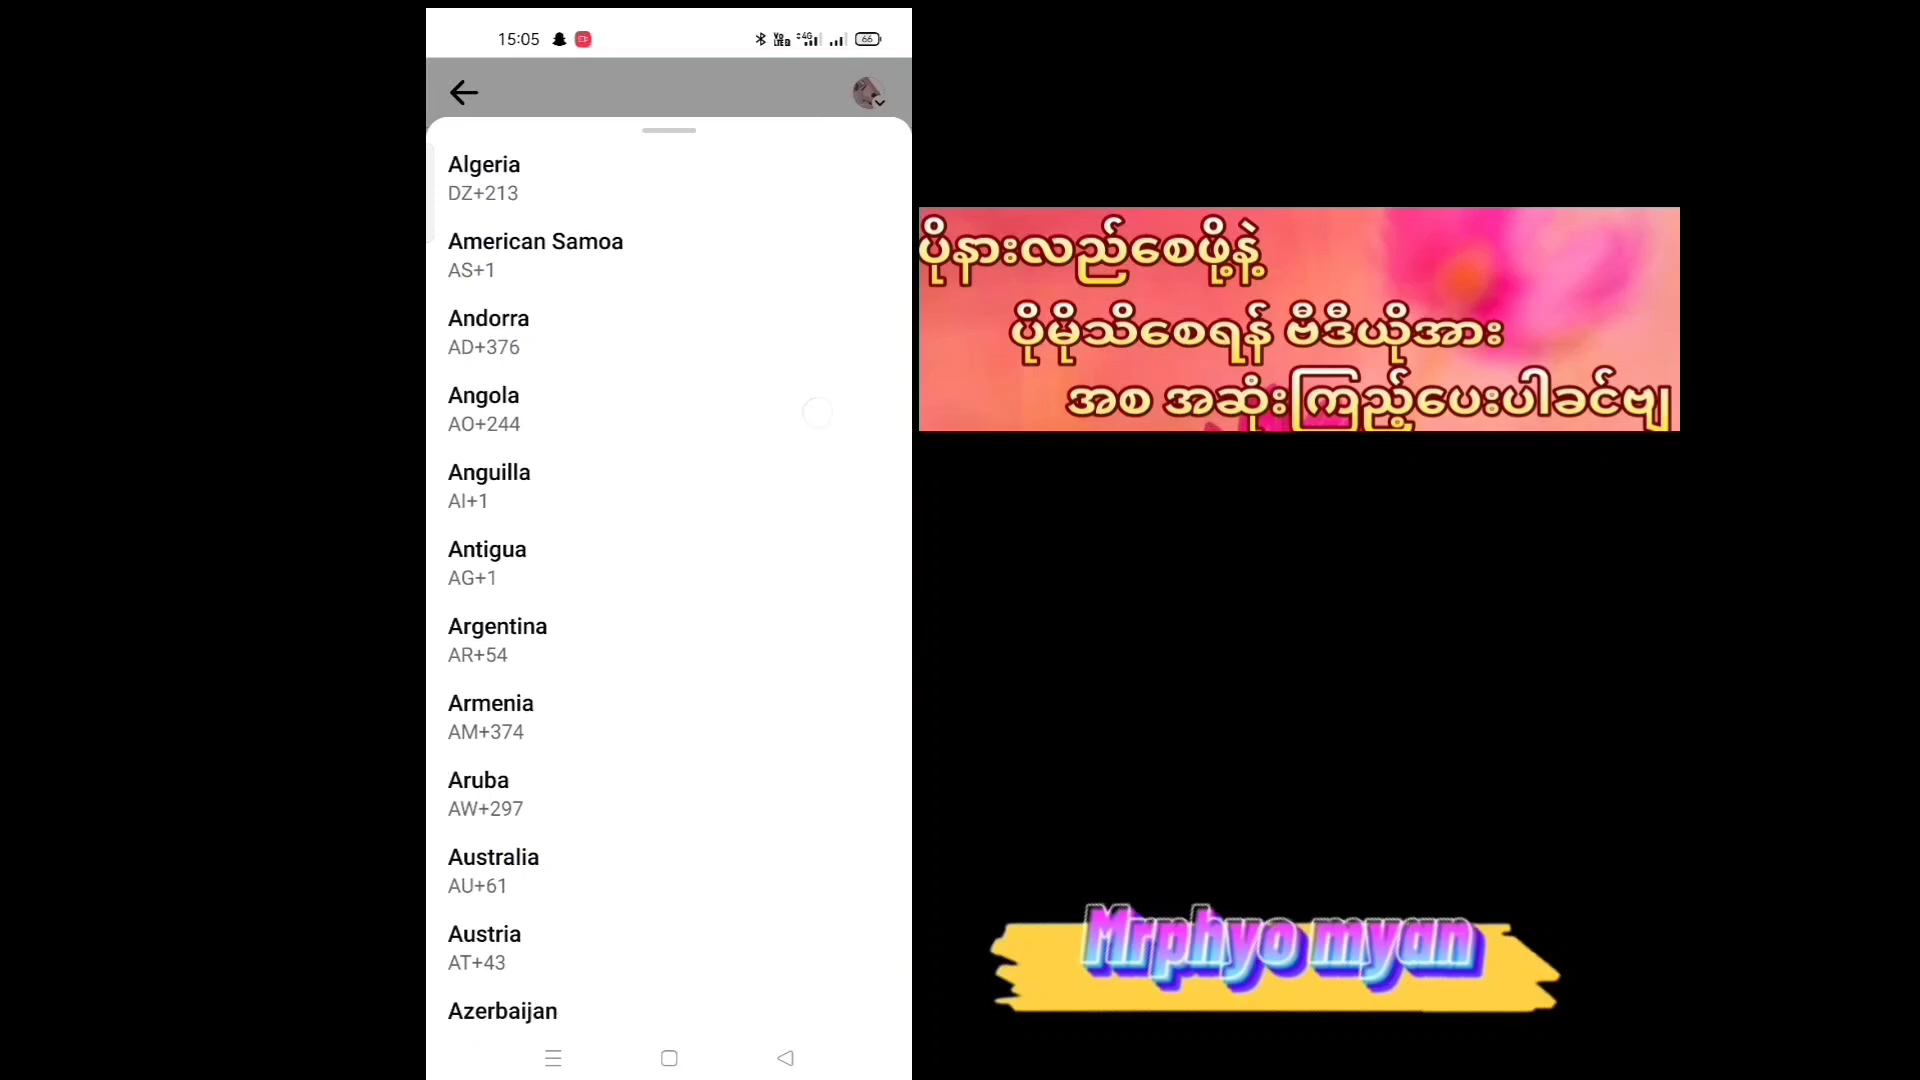 15:05
VoLTE 4G 66
Algeria
DZ+213
American Samoa
AS+1
Andorra
AD+376
Angola
AO+244
Anguilla
AI+1
Antigua
AG+1
Argentina
AR+54
Armenia
AM+374
Aruba
AW+297
Australia
AU+61
Austria
AT+43
Azerbaijan
ပိုနားလည်စေဖို့နဲ့
ပိုမိုသိစေရန် ဗီဒီယိုအား
အစ အဆုံးကြည့်ပေးပါခင်ဗျ
Mrphyo myan